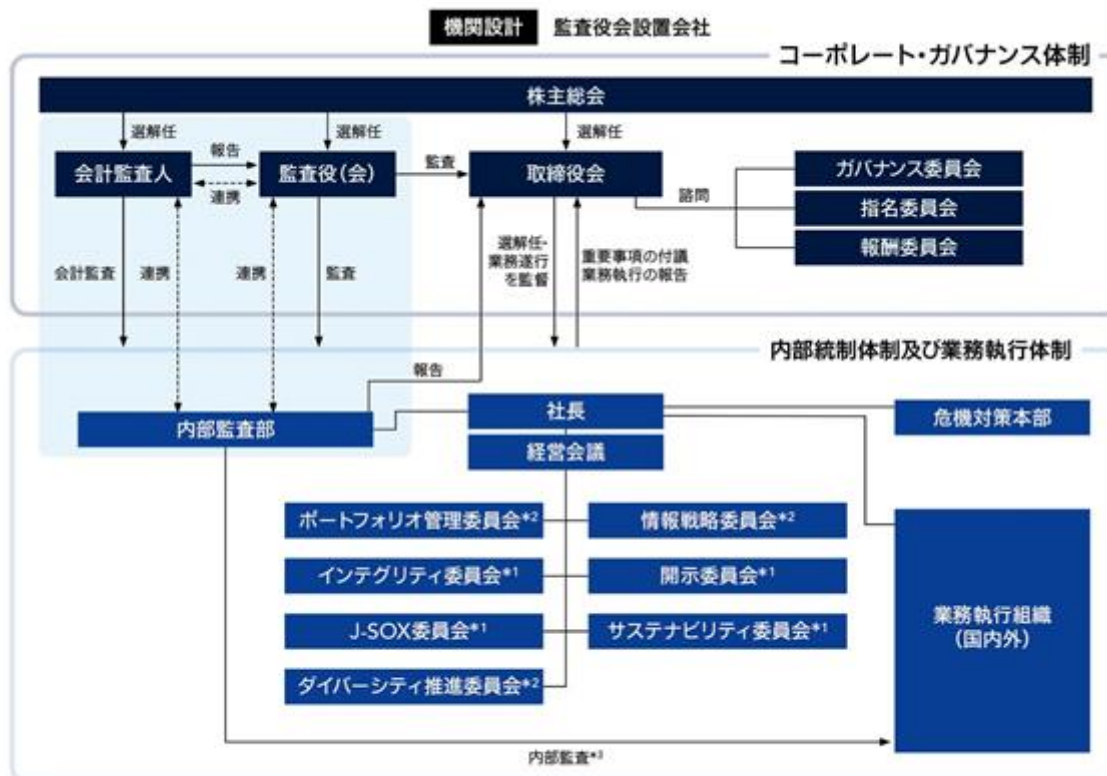 機関設計 監査役会設置会社
コーポレート・ガバナンス体制
株主総会
選解任
選解任
選解任
会計監査人
報告
連携
監査役(会)
監査
取締役会
諮問
ガバナンス委員会
指名委員会
報酬委員会
会計監査
連携
連携
監査
選解任・
業務遂行
を監督
重要事項の付議
業務執行の報告
内部統制体制及び業務執行体制
報告
内部監査部
社長
経営会議
危機対策本部
ポートフォリオ管理委員会*2
情報戦略委員会*2
インテグリティ委員会*1
開示委員会*1
J-SOX委員会*1
サステナビリティ委員会*1
ダイバーシティ推進委員会*2
業務執行組織
(国内外)
内部監査*3